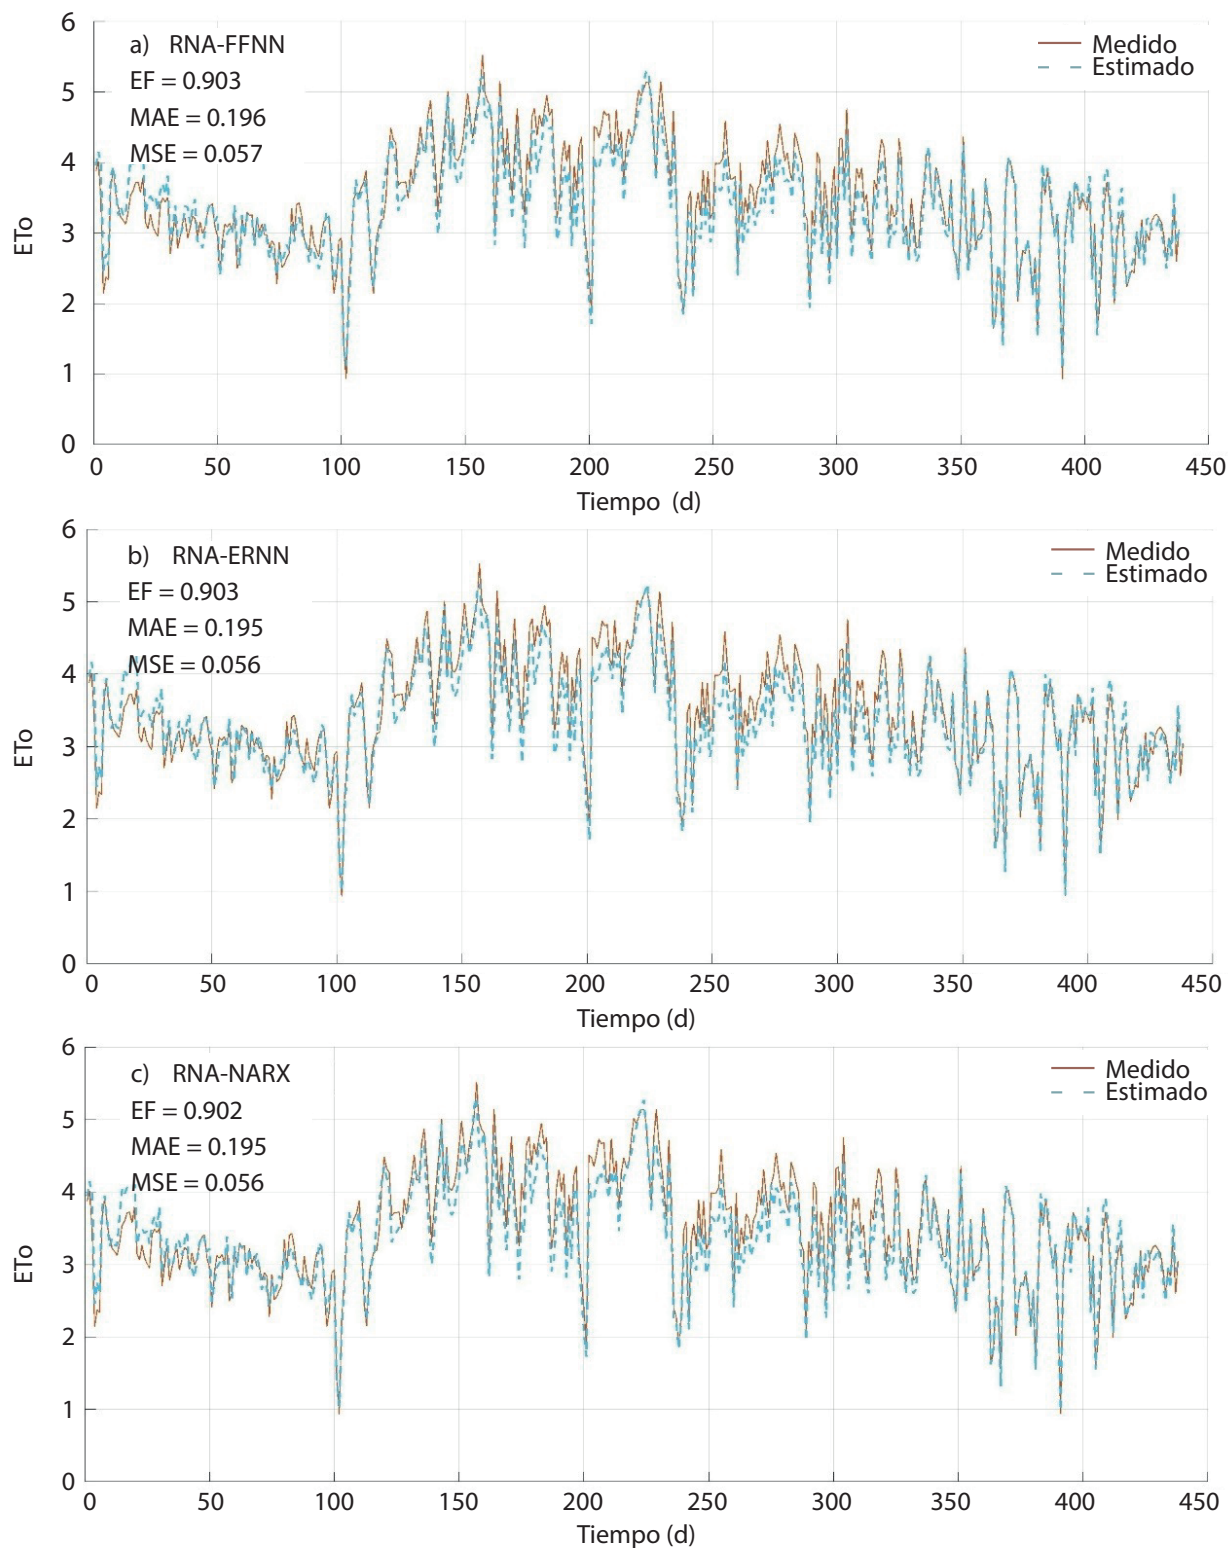 6
a) RNA-FFNN
Medido
EF = 0.903
Estimado
5
MAE = 0.196
MSE = 0.057
4
ETo
3
2
1
0
0 50 100 150 200 250 300 350 400 450
Tiempo (d)
6
b) RNA-ERNN
Medido
EF = 0.903
Estimado
5
MAE = 0.195
MSE = 0.056
4
ETo
3
2
1
0
0 50 100 150 200 250 300 350 400 450
Tiempo (d)
6
c) RNA-NARX
Medido
EF = 0.902
Estimado
5
MAE = 0.195
MSE = 0.056
4
ETo
3
2
1
0
0 50 100 150 200 250 300 350 400 450
Tiempo (d)